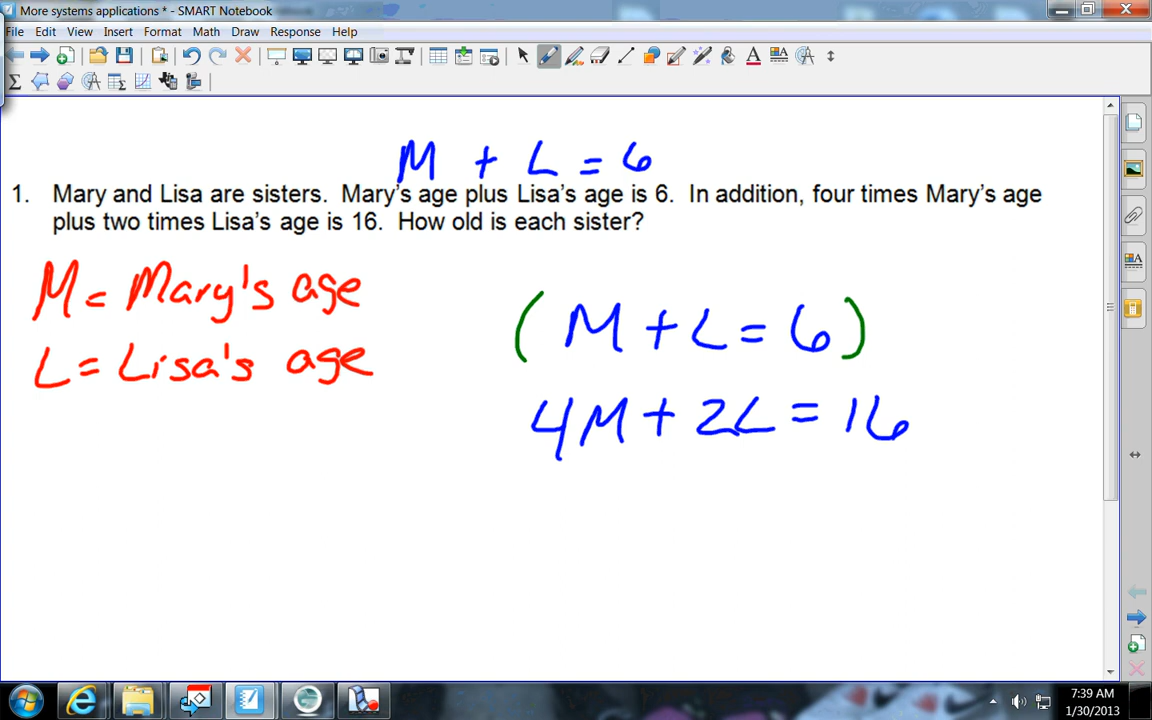 More systems applications * - SMART Notebook
File Edit View Insert Format Math Draw Response Help
M + L = 6
1. Mary and Lisa are sisters. Mary's age plus Lisa's age is 6. In addition, four times Mary's age
plus two times Lisa's age is 16. How old is each sister?
M = Mary's age
L = Lisa's age
( M + L = 6 )
4M + 2L = 16
7:39 AM
1/30/2013